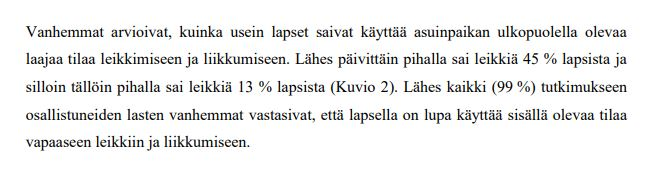 Vanhemmat arvioivat, kuinka usein lapset saivat käyttää asuinpaikan ulkopuolella olevaa
laajaa tilaa leikkimiseen ja liikkumiseen. Lähes päivittäin pihalla sai leikkiä 45 % lapsista ja
silloin tällöin pihalla sai leikkiä 13 % lapsista (Kuvio 2). Lähes kaikki (99 %) tutkimukseen
osallistuneiden lasten vanhemmat vastasivat, että lapsella on lupa käyttää sisällä olevaa tilaa
vapaaseen leikkiin ja liikkumiseen.